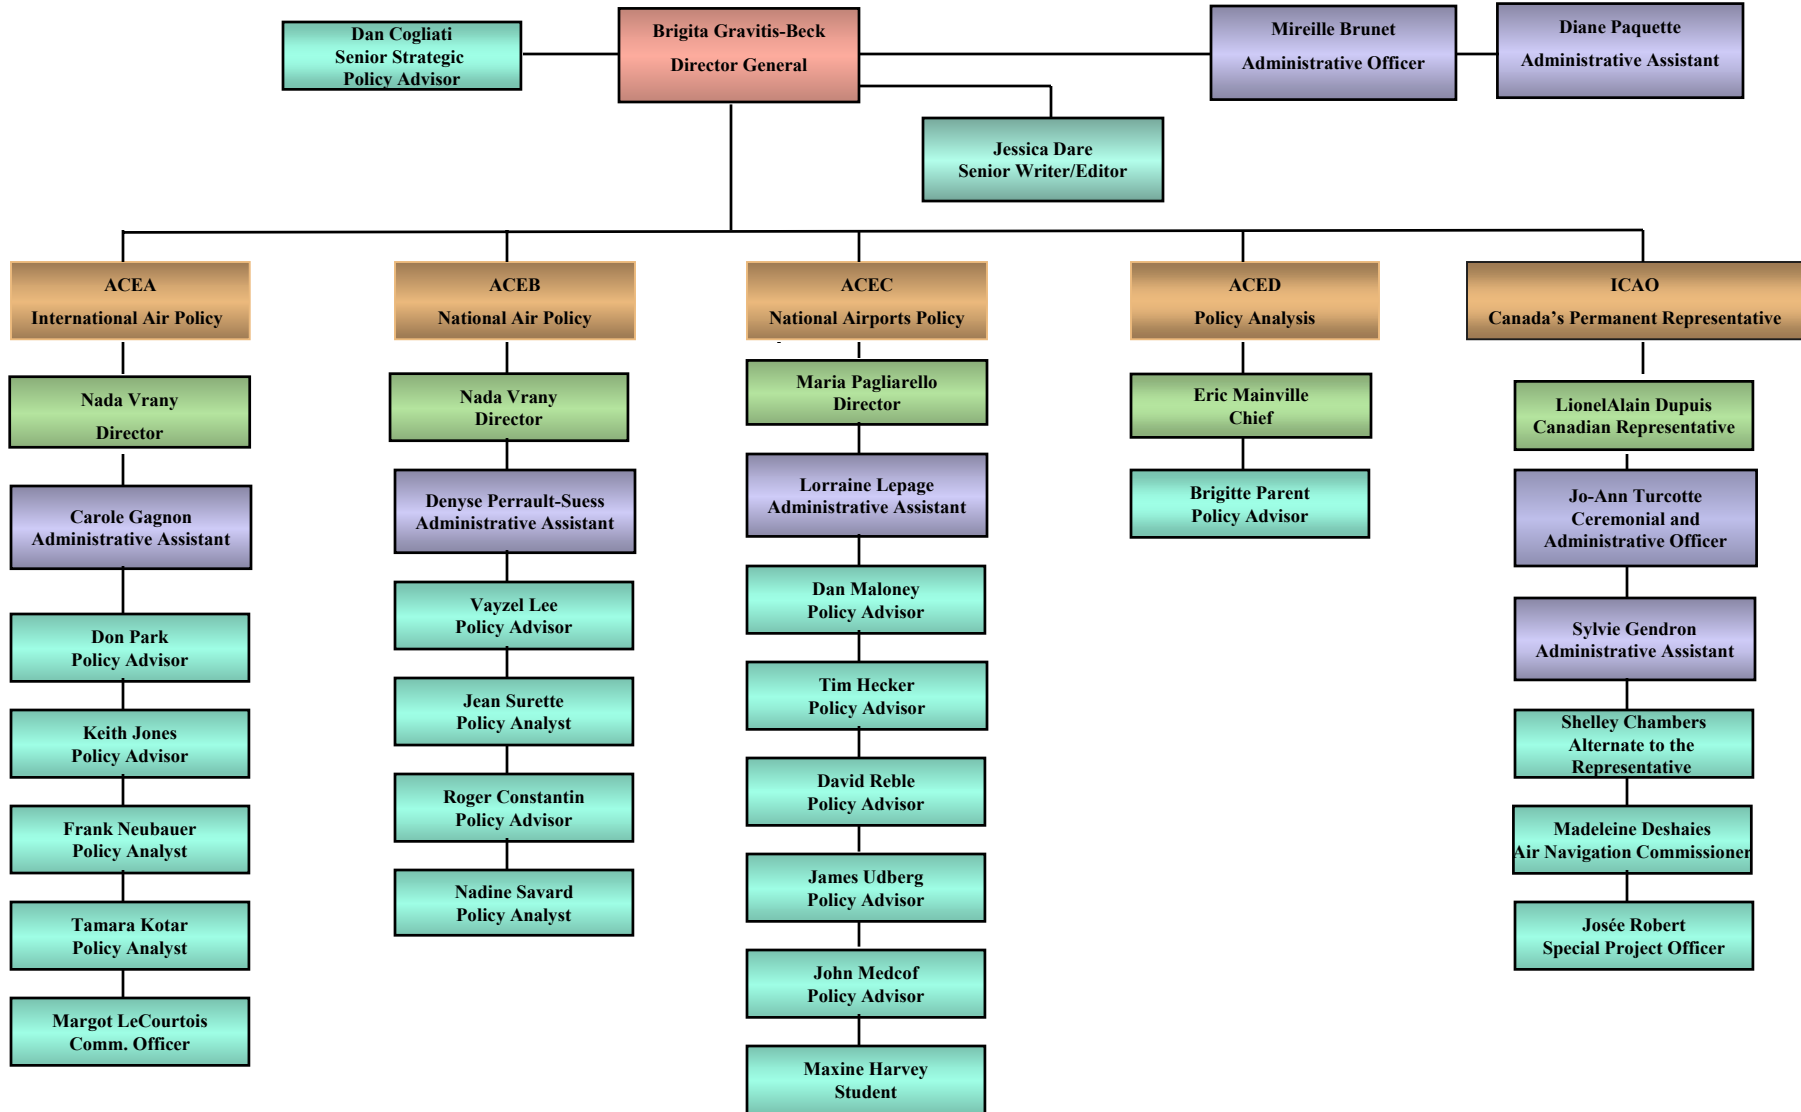 Dan Cogliati
Senior Strategic
Policy Advisor
Brigita Gravitis-Beck
Director General
Mireille Brunet
Administrative Officer
Diane Paquette
Administrative Assistant
Jessica Dare
Senior Writer/Editor
ACEA
International Air Policy
Nada Vrany
Director
Carole Gagnon
Administrative Assistant
Don Park
Policy Advisor
Keith Jones
Policy Advisor
Frank Neubauer
Policy Analyst
Tamara Kotar
Policy Analyst
Margot LeCourtois
Comm. Officer
ACEB
National Air Policy
Nada Vrany
Director
Denyse Perrault-Suess
Administrative Assistant
Vayzel Lee
Policy Advisor
Jean Surette
Policy Analyst
Roger Constantin
Policy Advisor
Nadine Savard
Policy Analyst
ACEC
National Airports Policy
Maria Pagliarello
Director
Lorraine Lepage
Administrative Assistant
Dan Maloney
Policy Advisor
Tim Hecker
Policy Advisor
David Reble
Policy Advisor
James Udberg
Policy Advisor
John Medcof
Policy Advisor
Maxine Harvey
Student
ACED
Policy Analysis
Eric Mainville
Chief
Brigitte Parent
Policy Advisor
ICAO
Canada’s Permanent Representative
LionelAlain Dupuis
Canadian Representative
Jo-Ann Turcotte
Ceremonial and
Administrative Officer
Sylvie Gendron
Administrative Assistant
Shelley Chambers
Alternate to the
Representative
Madeleine Deshaies
Air Navigation Commissioner
Josée Robert
Special Project Officer